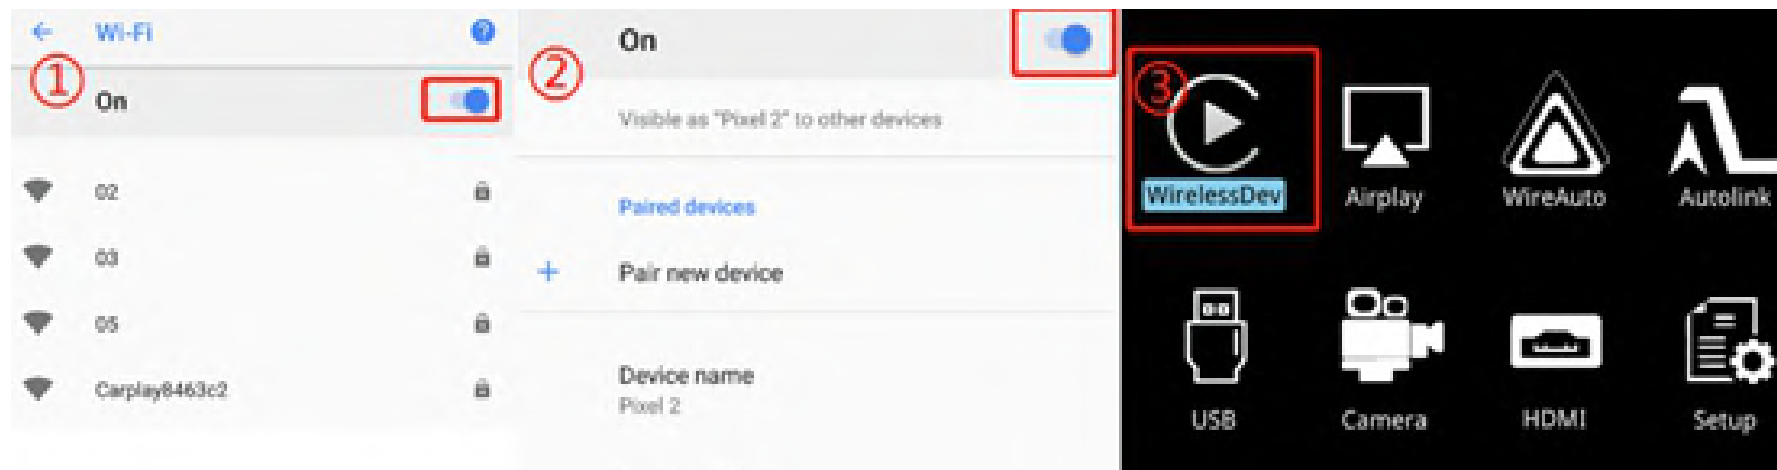 ①
Wi-Fi
On
02
03
05
Carplay8463c2
②
On
Visible as "Pixel 2" to other devices
Paired devices
+ Pair new device
Device name
Pixel 2
③
WirelessDev
Airplay
WireAuto
Autolink
USB
Camera
HDMI
Setup